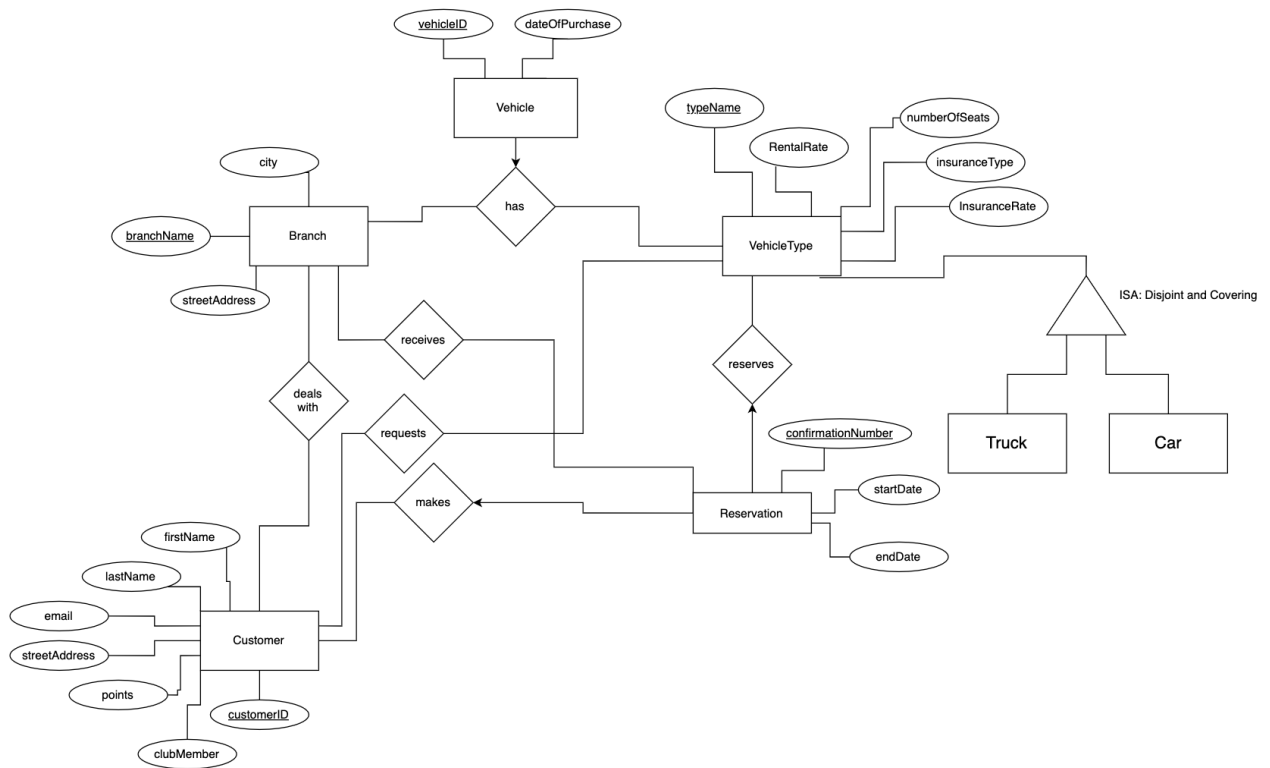 vehicleID
dateOfPurchase
Vehicle
typeName
numberOfSeats
RentalRate
insuranceType
city
has
InsuranceRate
branchName
Branch
VehicleType
streetAddress
ISA: Disjoint and Covering
receives
reserves
deals
with
requests
confirmationNumber
Truck
Car
makes
startDate
Reservation
firstName
endDate
lastName
email
Customer
streetAddress
points
customerID
clubMember